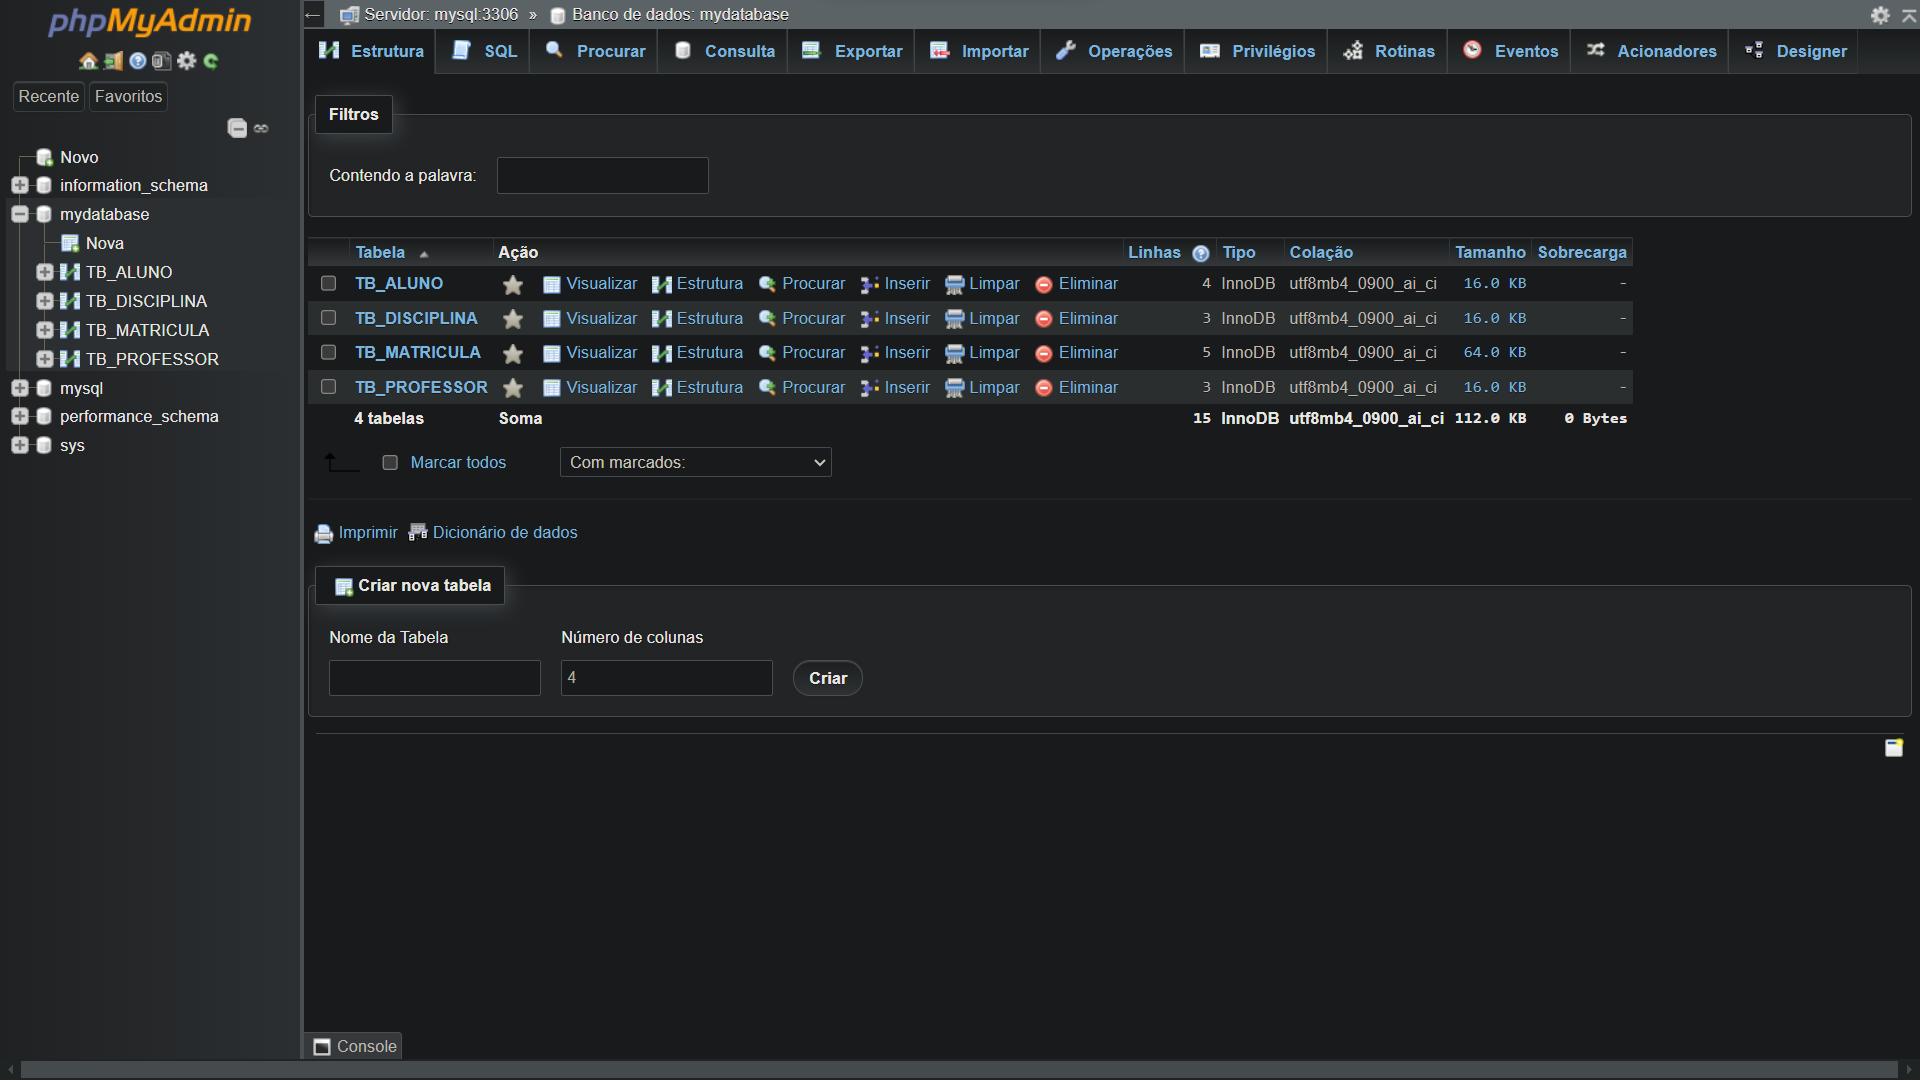 phpMyAdmin
Recente Favoritos
Novo
information_schema
mydatabase
Nova
TB_ALUNO
TB_DISCIPLINA
TB_MATRICULA
TB_PROFESSOR
mysql
performance_schema
sys
Servidor: mysql:3306 » Banco de dados: mydatabase
Estrutura SQL Procurar Consulta Exportar Importar Operações Privilégios Rotinas Eventos Acionadores Designer
Filtros
Contendo a palavra:
Tabela Ação Linhas Tipo Colação Tamanho Sobrecarga
TB_ALUNO Visualizar Estrutura Procurar Inserir Limpar Eliminar 4 InnoDB utf8mb4_0900_ai_ci 16.0 KB -
TB_DISCIPLINA Visualizar Estrutura Procurar Inserir Limpar Eliminar 3 InnoDB utf8mb4_0900_ai_ci 16.0 KB -
TB_MATRICULA Visualizar Estrutura Procurar Inserir Limpar Eliminar 5 InnoDB utf8mb4_0900_ai_ci 64.0 KB -
TB_PROFESSOR Visualizar Estrutura Procurar Inserir Limpar Eliminar 3 InnoDB utf8mb4_0900_ai_ci 16.0 KB -
4 tabelas Soma 15 InnoDB utf8mb4_0900_ai_ci 112.0 KB 0 Bytes
Marcar todos Com marcados:
Imprimir Dicionário de dados
Criar nova tabela
Nome da Tabela Número de colunas
4 Criar
Console